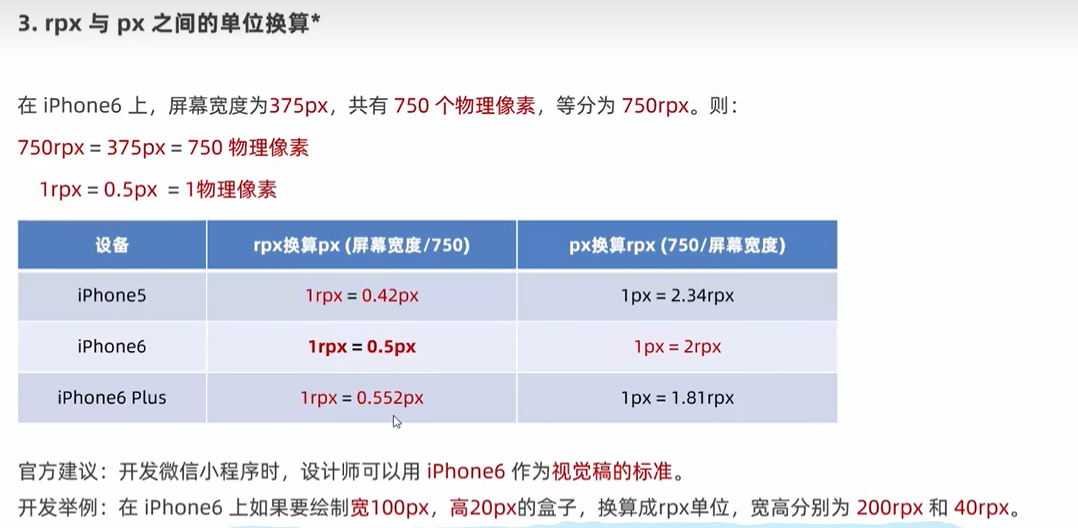 3. rpx 与 px 之间的单位换算*
在 iPhone6 上，屏幕宽度为375px，共有 750 个物理像素，等分为 750rpx。则：
750rpx = 375px = 750 物理像素
1rpx = 0.5px = 1物理像素
设备 rpx换算px (屏幕宽度/750) px换算rpx (750/屏幕宽度)
iPhone5 1rpx = 0.42px 1px = 2.34rpx
iPhone6 1rpx = 0.5px 1px = 2rpx
iPhone6 Plus 1rpx = 0.552px 1px = 1.81rpx
官方建议：开发微信小程序时，设计师可以用 iPhone6 作为视觉稿的标准。
开发举例：在 iPhone6 上如果要绘制宽100px，高20px的盒子，换算成rpx单位，宽高分别为 200rpx 和 40rpx。